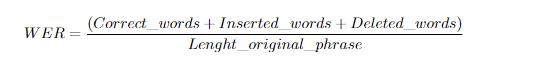 WER = (Correct_words + Inserted_words + Deleted_words) / Lenght_original_phrase